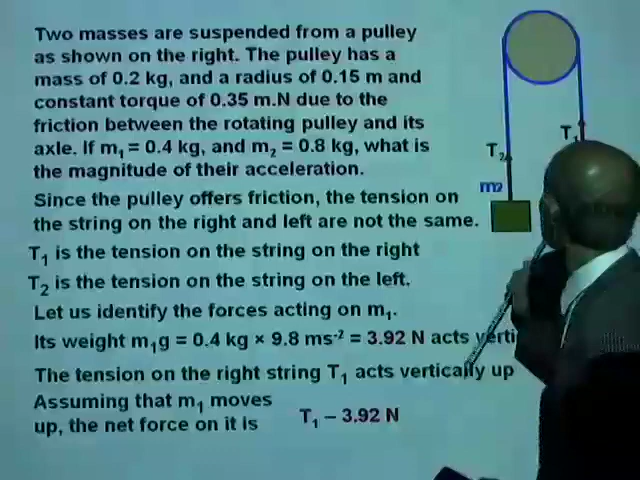 Two masses are suspended from a pulley
as shown on the right. The pulley has a
mass of 0.2 kg, and a radius of 0.15 m and
constant torque of 0.35 m.N due to the
friction between the rotating pulley and its
axle. If m₁ = 0.4 kg, and m₂ = 0.8 kg, what is
the magnitude of their acceleration.
Since the pulley offers friction, the tension on
the string on the right and left are not the same.
T₁ is the tension on the string on the right
T₂ is the tension on the string on the left.
Let us identify the forces acting on m₁.
Its weight m₁g = 0.4 kg × 9.8 ms⁻² = 3.92 N acts
The tension on the right string T₁ acts vertically up
Assuming that m₁ moves
up, the net force on it is T₁ – 3.92 N
T₁
T₂
m₂